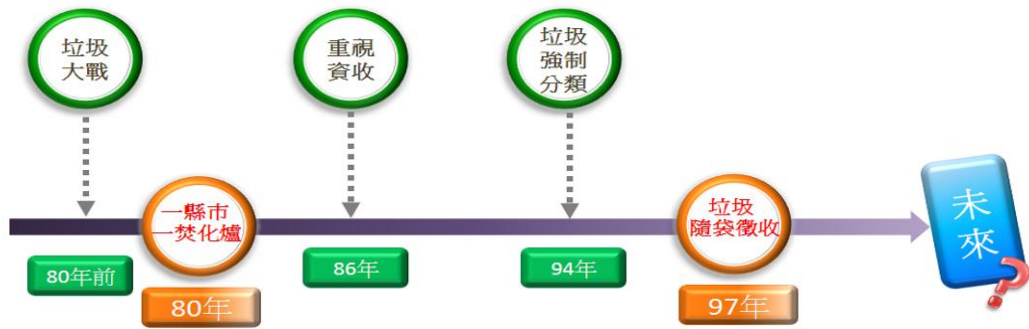 垃圾
大戰
重視
資收
垃圾
強制
分類
一縣市
一焚化爐
垃圾
隨袋徵收
未
來
?
80年前
80年
86年
94年
97年